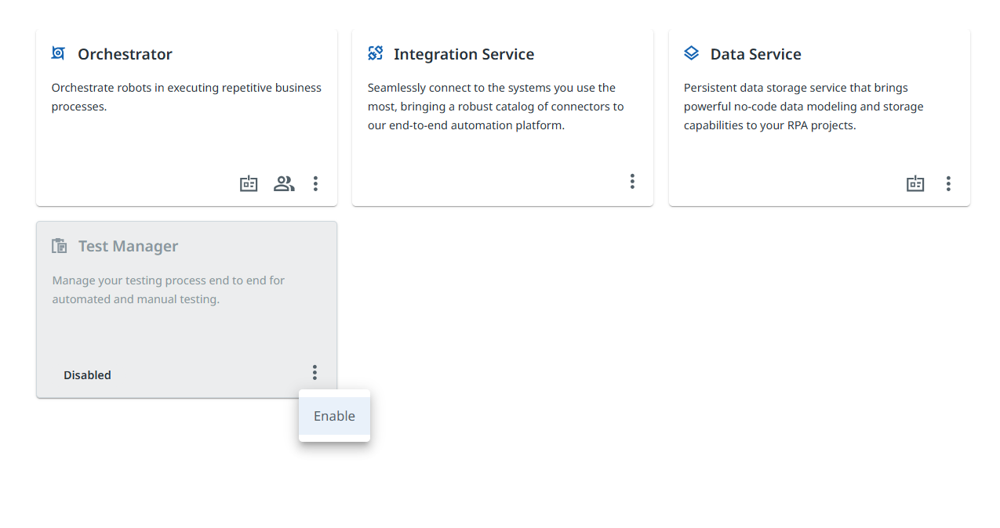 Orchestrator
Orchestrate robots in executing repetitive business
processes.
Integration Service
Seamlessly connect to the systems you use the
most, bringing a robust catalog of connectors to
our end-to-end automation platform.
Data Service
Persistent data storage service that brings
powerful no-code data modeling and storage
capabilities to your RPA projects.
Test Manager
Manage your testing process end to end for
automated and manual testing.
Disabled
Enable